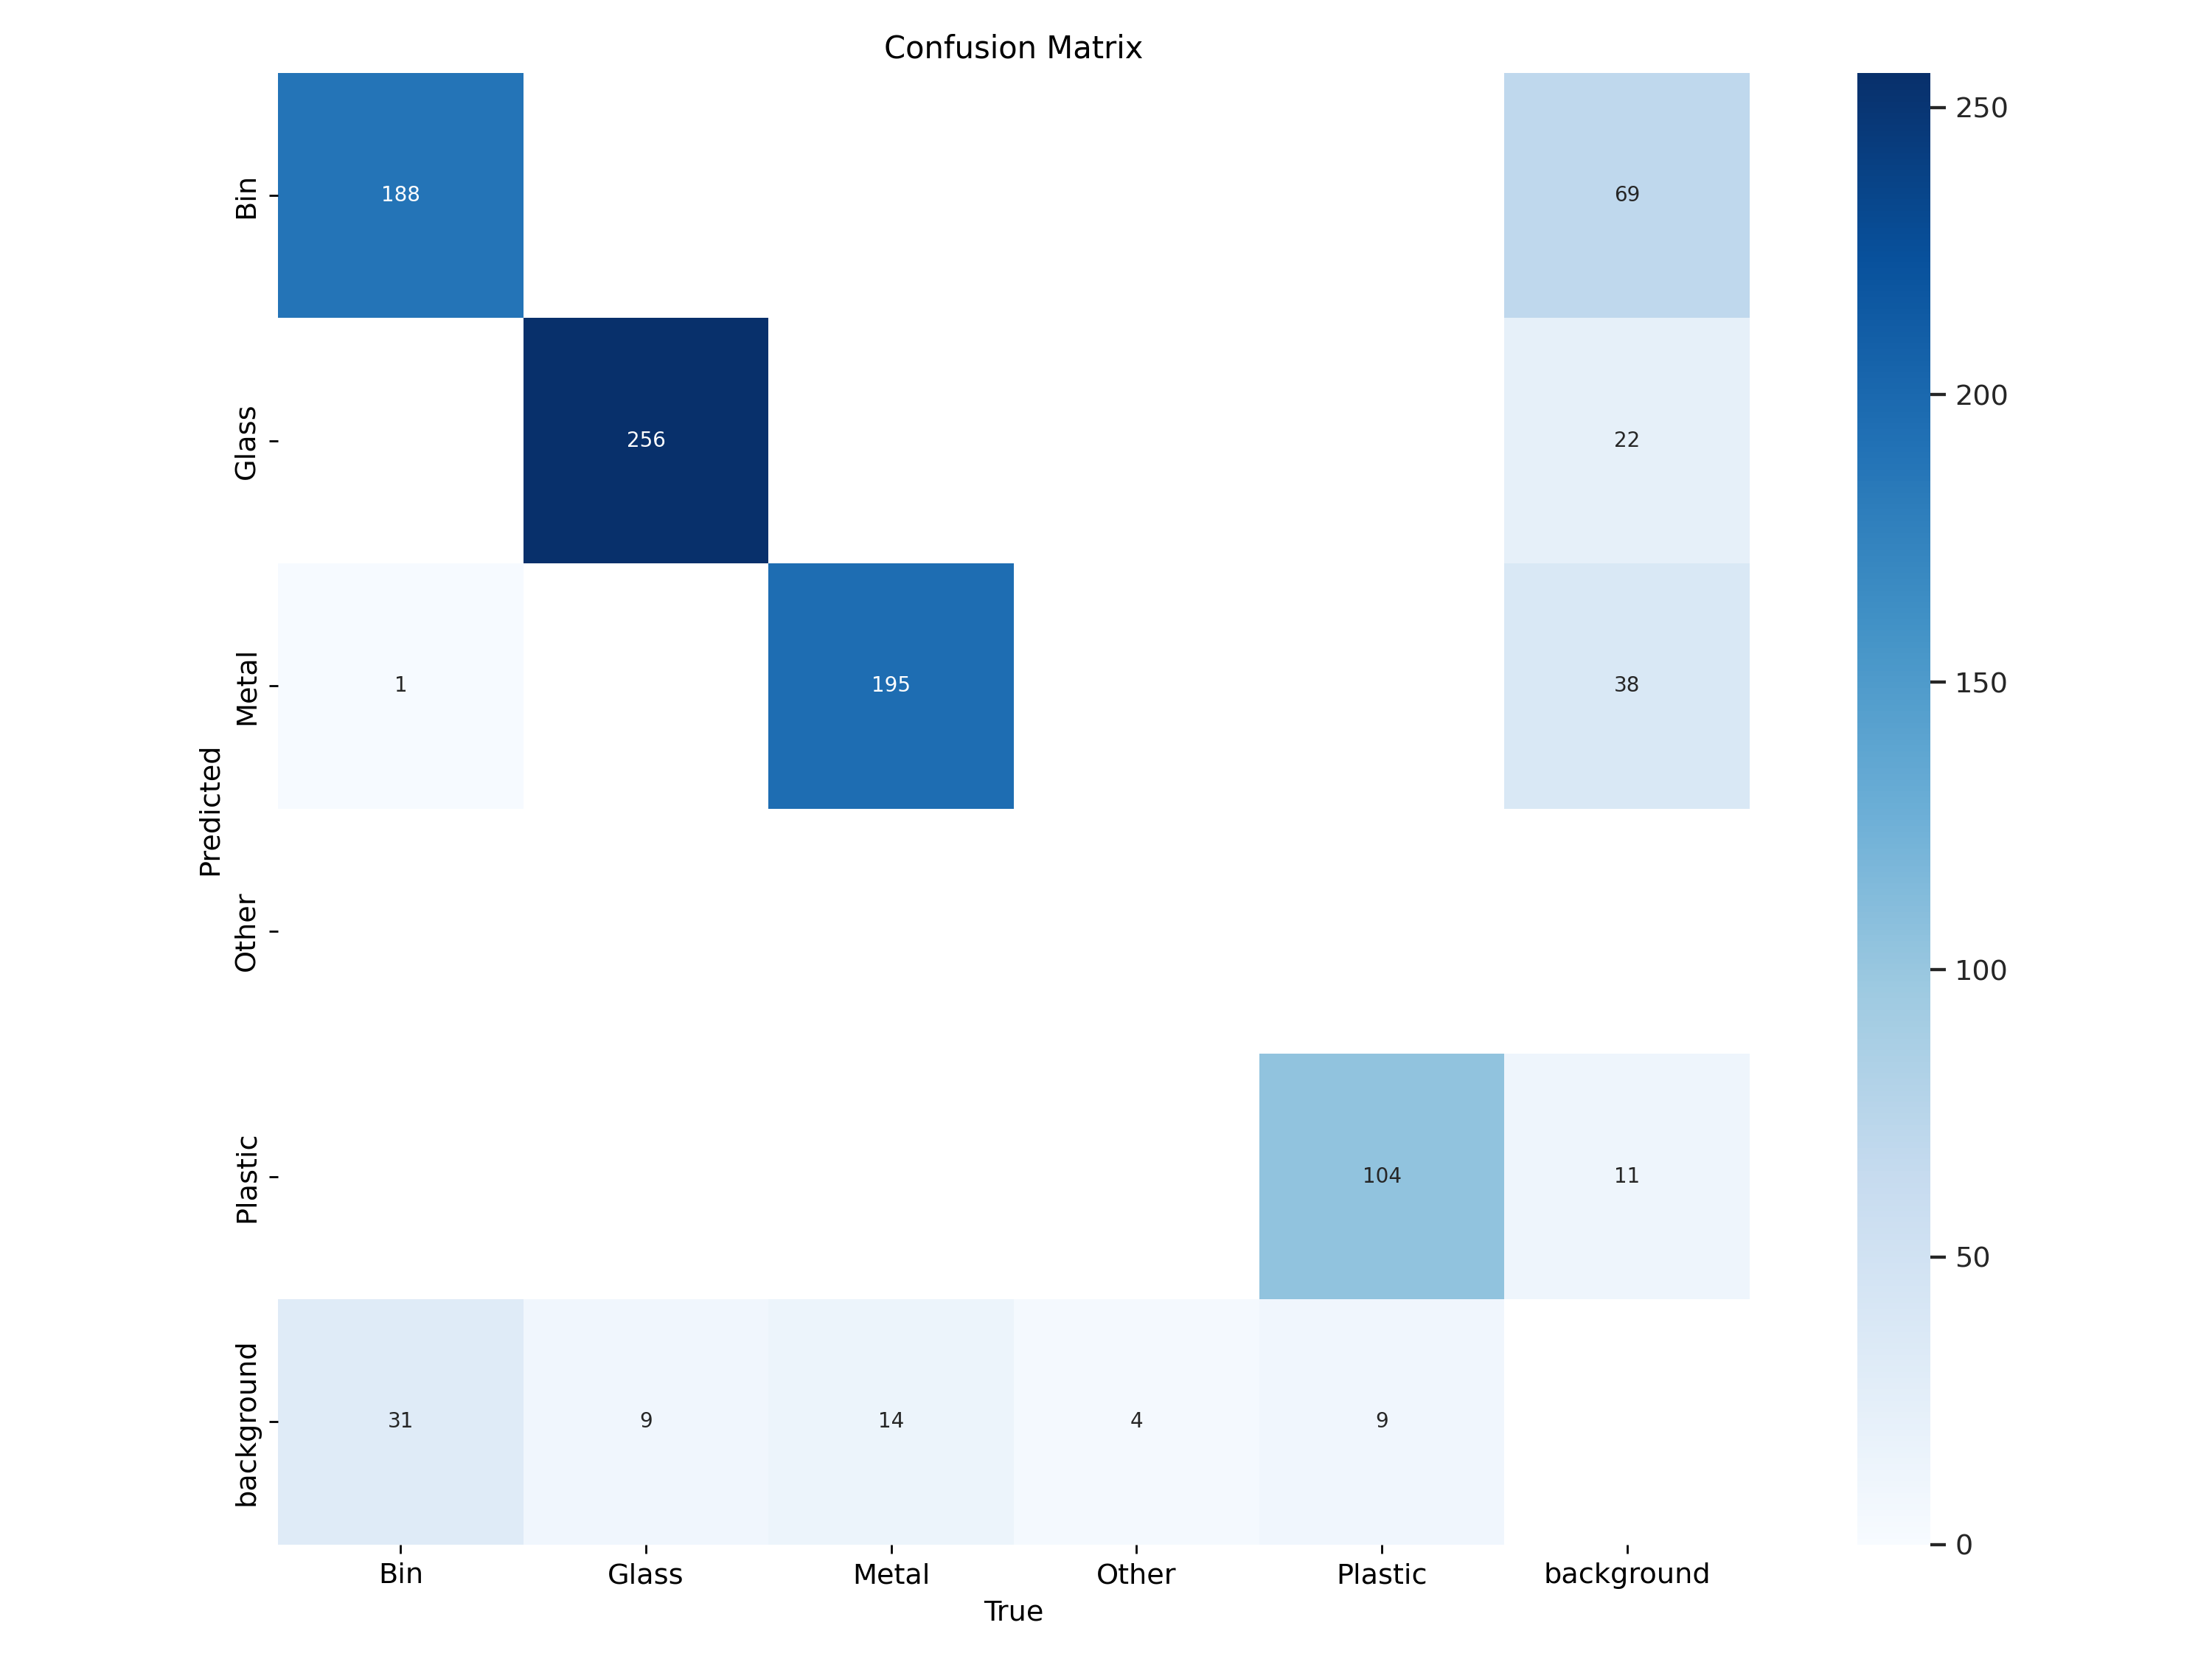 Confusion Matrix
Bin
188
69
Glass
256
22
Metal
1
195
38
Other
Plastic
104
11
background
31
9
14
4
9
Predicted
Bin
Glass
Metal
Other
Plastic
background
True
250
200
150
100
50
0